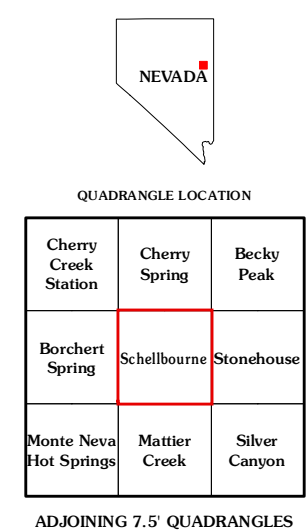 NEVADA
QUADRANGLE LOCATION
Cherry
Creek
Station
Cherry
Spring
Becky
Peak
Borchert
Spring
Schellbourne
Stonehouse
Monte Neva
Hot Springs
Mattier
Creek
Silver
Canyon
ADJOINING 7.5' QUADRANGLES